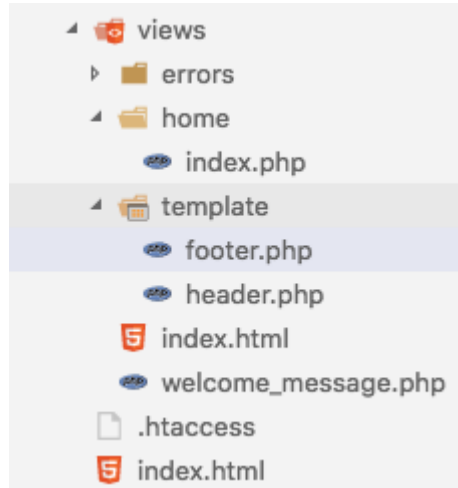 views
errors
home
index.php
template
footer.php
header.php
index.html
welcome_message.php
.htaccess
index.html